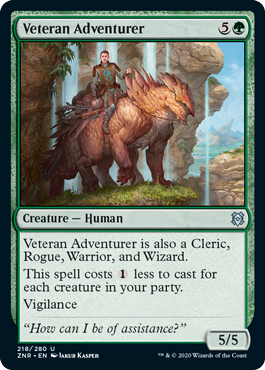 Veteran Adventurer 5
Creature — Human
Veteran Adventurer is also a Cleric,
Rogue, Warrior, and Wizard.
This spell costs 1 less to cast for
each creature in your party.
Vigilance
“How can I be of assistance?”
5/5
218/280 U
ZNR • EN Jakub Kasper
™ & © 2020 Wizards of the Coast